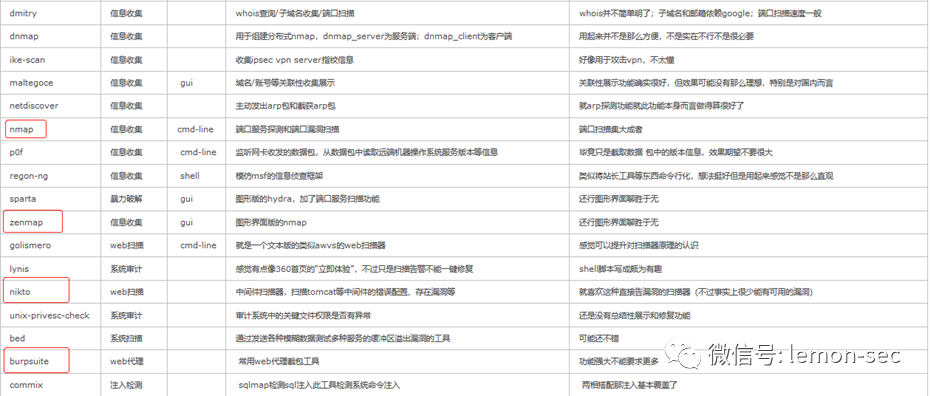 dmitry 信息收集 whois查询/子域名收集/端口扫描 whois并不简单明了；子域名和邮箱依赖google；端口扫描速度一般
dnmap 信息收集 用于组建分布式nmap，dnmap_server为服务端；dnmap_client为客户端 用起来并不是那么方便，不是实在不行不是很必要
ike-scan 信息收集 收集ipsec vpn server指纹信息 好像用于攻击vpn，不太懂
maltegoce 信息收集 gui 域名/账号等关联性收集展示 关联性展示功能确实很好，但效果可能没有那么理想，特别是对国内而言
netdiscover 信息收集 主动发出arp包和截获arp包 就arp探测功能就此功能本身而言做得算很好了
nmap 信息收集 cmd-line 端口服务探测和端口漏洞扫描 端口扫描集大成者
p0f 信息收集 cmd-line 监听网卡收发的数据包，从数据包中读取远端机器操作系统服务版本等信息 毕竟只是截取数据 包中的版本信息，效果期望不要很大
regon-ng 信息收集 shell 模仿msf的信息侦查框架 类似将站长工具等东西命令行化，想法挺好但是用起来感觉不是那么直观
sparta 暴力破解 gui 图形版的hydra，加了端口服务扫描功能 还行图形界面聊胜于无
zenmap 信息收集 gui 图形界面版的nmap 还行图形界面聊胜于无
golismero web扫描 cmd-line 就是一个文本版的类似awvs的web扫描器 感觉可以提升对扫描器原理的认识
lynis 系统审计 感觉有点像360首页的“立即体验”，不过只是扫描告警不能一键修复 shell脚本写成颇为有趣
nikto web扫描 中间件扫描器，扫描tomcat等中间件的错误配置、存在漏洞等 就喜欢这种直接告漏洞的扫描器（不过事实上很少能有可用的漏洞）
unix-privesc-check 系统审计 审计系统中的关键文件权限是否有异常 还是没有总结性展示和修复功能
bed 系统扫描 通过发送各种模糊数据测试多种服务的缓冲区溢出漏洞的工具 可能还不错
burpsuite web代理 常用web代理截包工具 功能强大不能要求更多
微信号: lemon-sec
commix 注入检测 sqlmap检测sql注入此工具检测系统命令注入 两相搭配那注入基本覆盖了